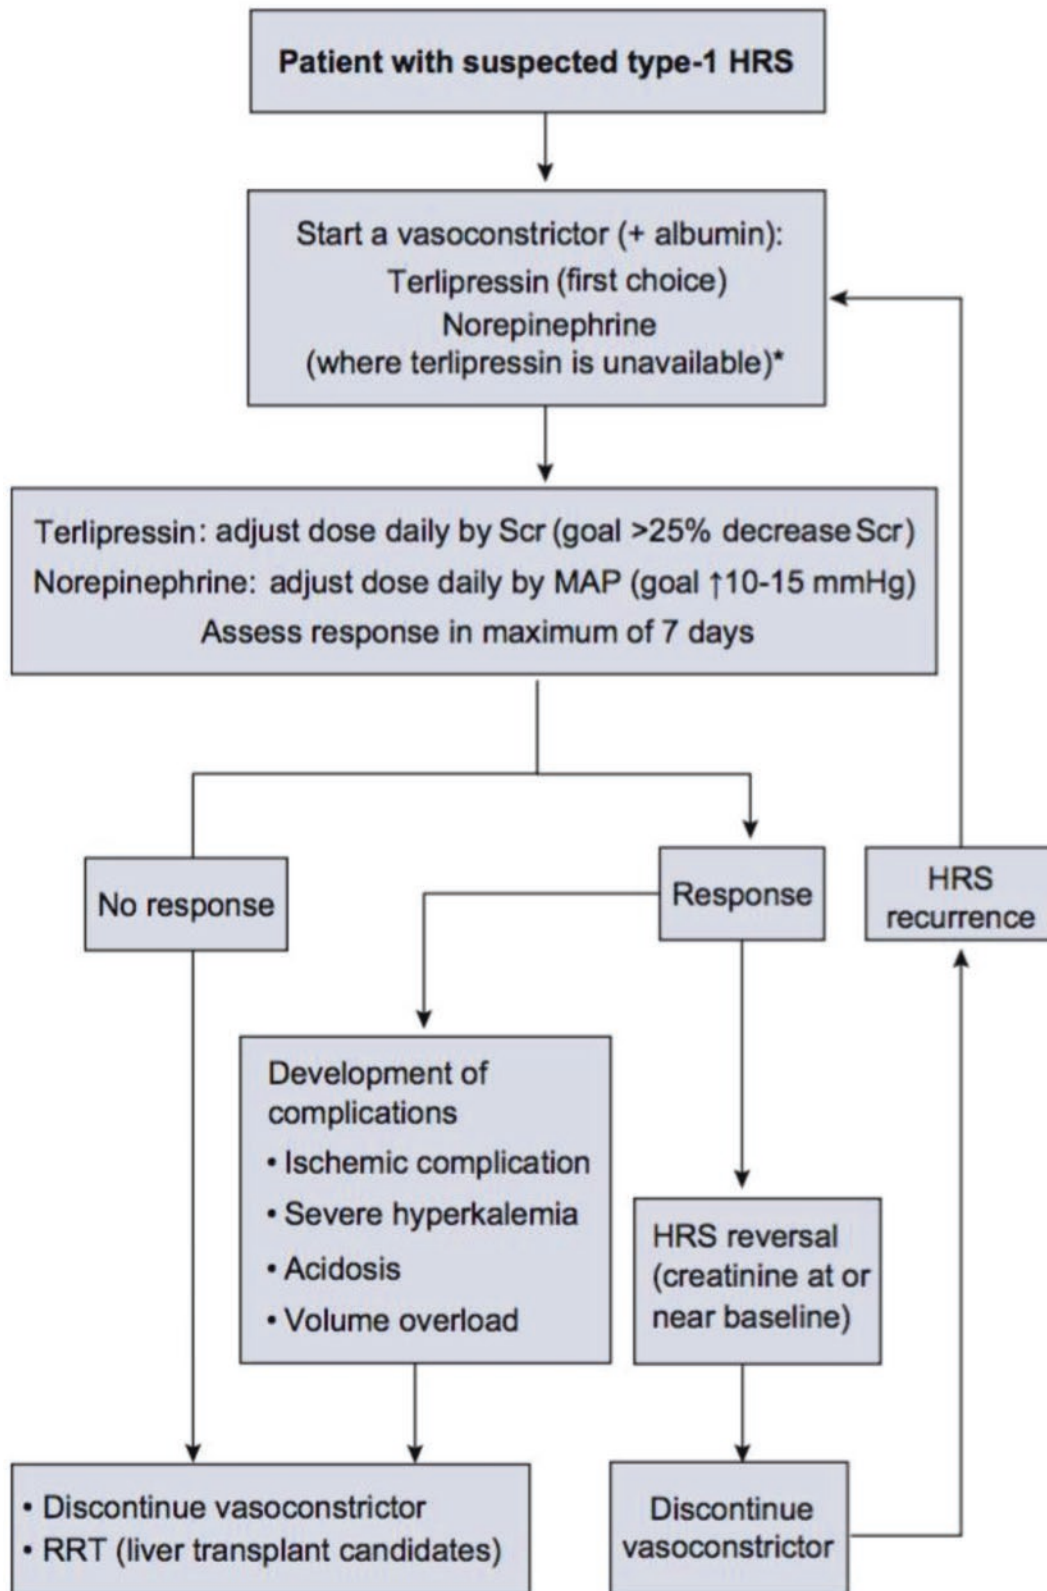 Patient with suspected type-1 HRS
Start a vasoconstrictor (+ albumin):
Terlipressin (first choice)
Norepinephrine
(where terlipressin is unavailable)*
Terlipressin: adjust dose daily by Scr (goal >25% decrease Scr)
Norepinephrine: adjust dose daily by MAP (goal ↑10-15 mmHg)
Assess response in maximum of 7 days
No response
Response
HRS
recurrence
Development of
complications
• Ischemic complication
• Severe hyperkalemia
• Acidosis
• Volume overload
HRS reversal
(creatinine at or
near baseline)
• Discontinue vasoconstrictor
• RRT (liver transplant candidates)
Discontinue
vasoconstrictor